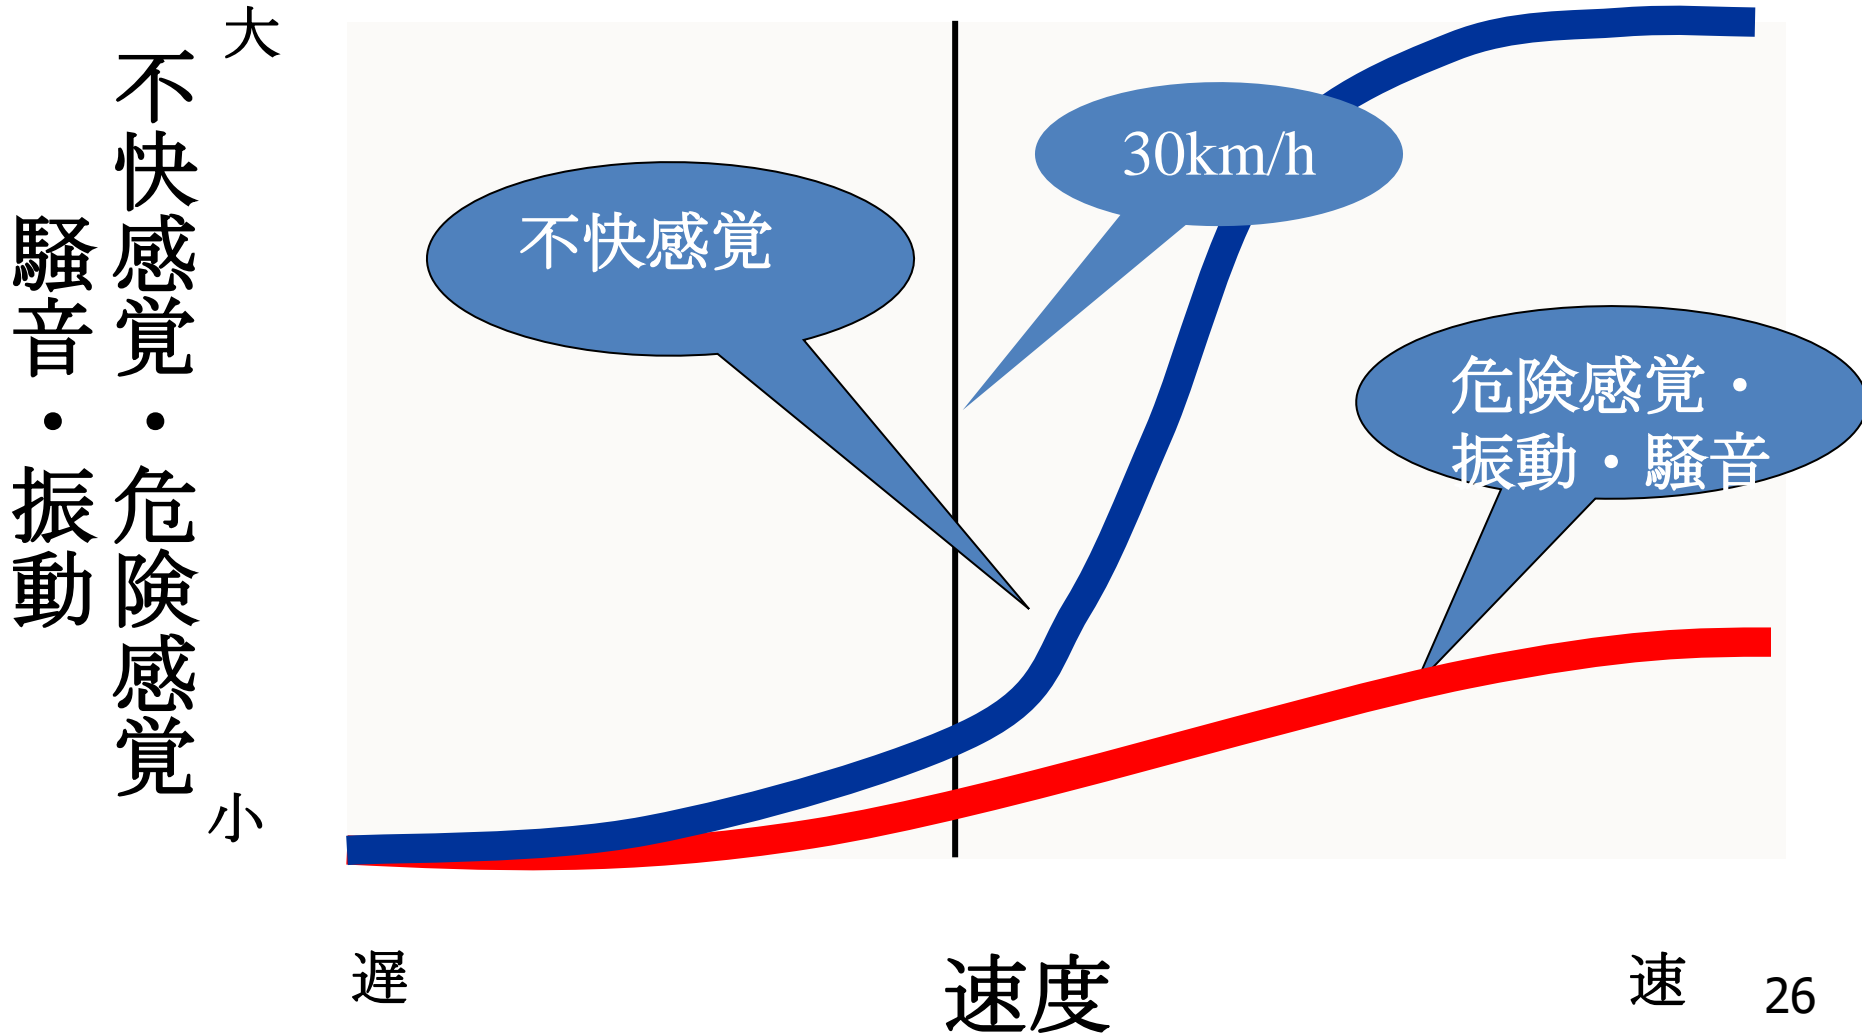 大
不快感覚・危険感覚
騒音・振動
30km/h
不快感覚
危険感覚・
振動・騒音
小
遅
速度
速
26